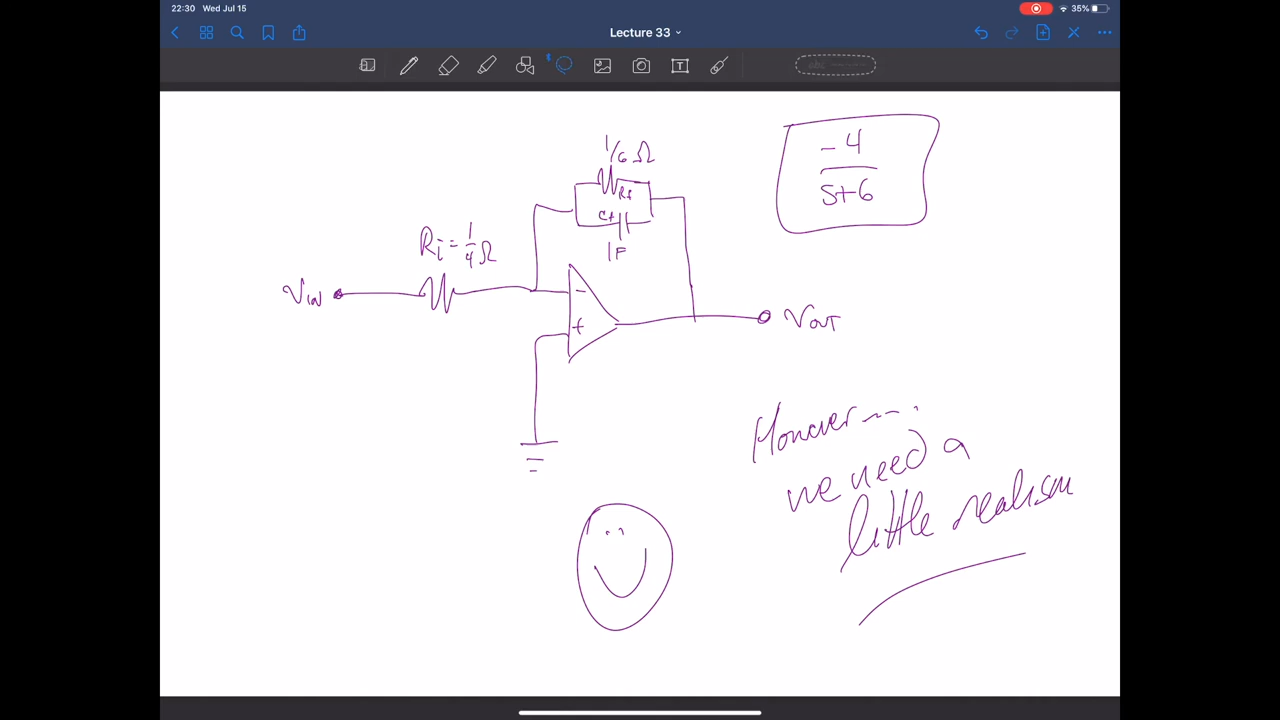 22:30 Wed Jul 15
35%
Lecture 33
T
1/6 Ω
Rf
Cf
1F
Ri = 1/4 Ω
VIN
-
+
VOUT
-4
s+6
However ---.
we need a
little realism